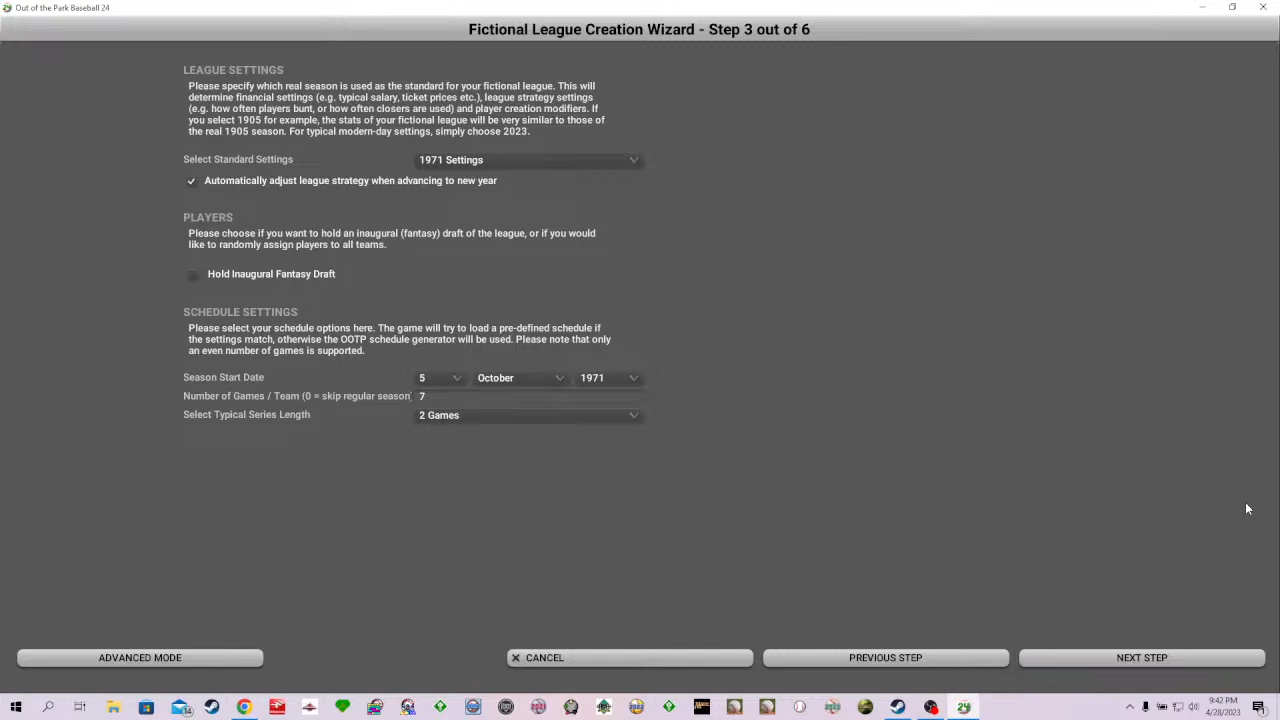 Out of the Park Baseball 24
Fictional League Creation Wizard - Step 3 out of 6
LEAGUE SETTINGS
Please specify which real season is used as the standard for your fictional league. This will
determine financial settings (e.g. typical salary, ticket prices etc.), league strategy settings
(e.g. how often players bunt, or how often closers are used) and player creation modifiers. If
you select 1905 for example, the stats of your fictional league will be very similar to those of
the real 1905 season. For typical modern-day settings, simply choose 2023.
Select Standard Settings
1971 Settings
Automatically adjust league strategy when advancing to new year
PLAYERS
Please choose if you want to hold an inaugural (fantasy) draft of the league, or if you would
like to randomly assign players to all teams.
Hold Inaugural Fantasy Draft
SCHEDULE SETTINGS
Please select your schedule options here. The game will try to load a pre-defined schedule if
the settings match, otherwise the OOTP schedule generator will be used. Please note that only
an even number of games is supported.
Season Start Date
5 October 1971
Number of Games / Team (0 = skip regular season)
7
Select Typical Series Length
2 Games
ADVANCED MODE
CANCEL
PREVIOUS STEP
NEXT STEP
14
24
9:42 PM
4/28/2023